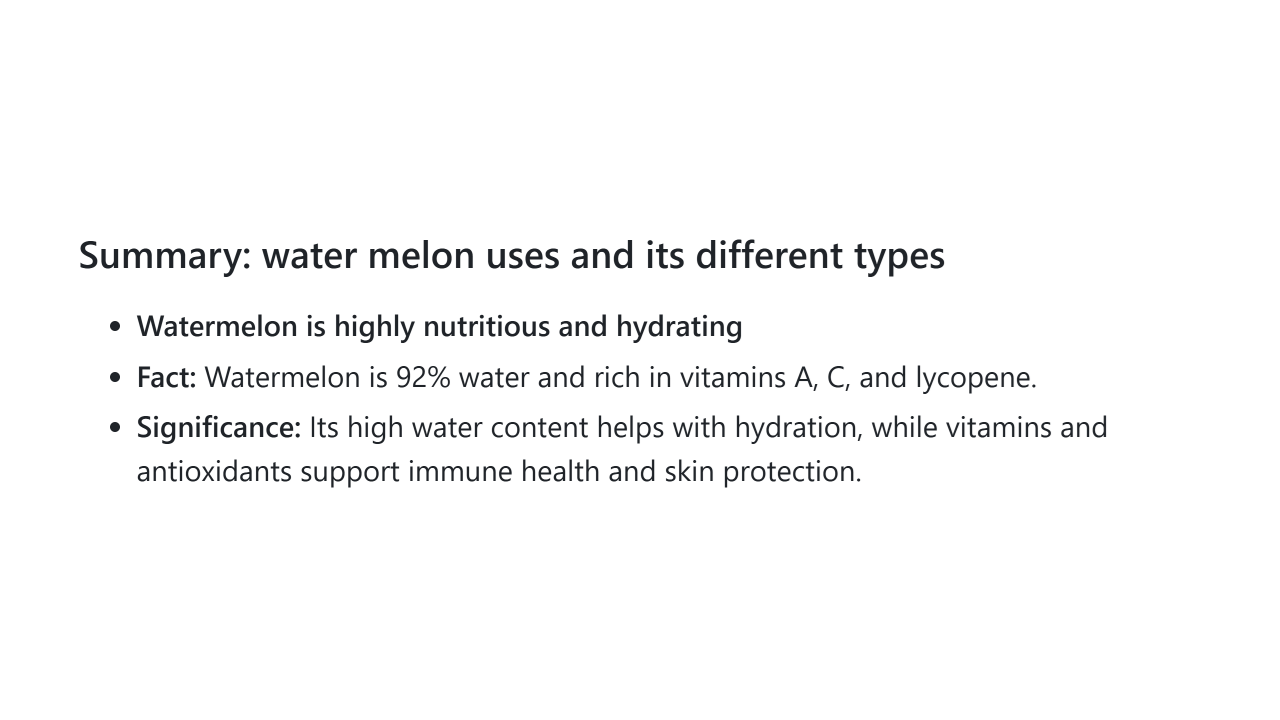 Summary: water melon uses and its different types
• Watermelon is highly nutritious and hydrating
• Fact: Watermelon is 92% water and rich in vitamins A, C, and lycopene.
• Significance: Its high water content helps with hydration, while vitamins and
antioxidants support immune health and skin protection.